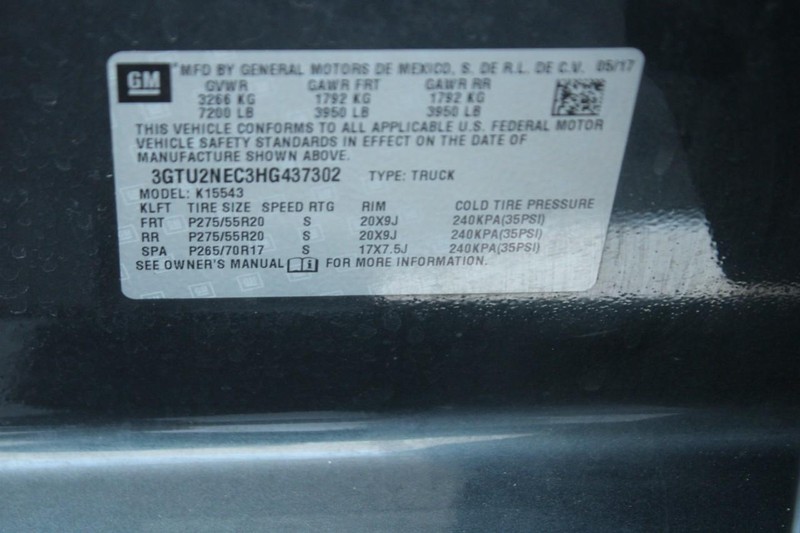 GM MFD BY GENERAL MOTORS DE MEXICO, S. DE R.L. DE C.V. 05/17
GVWR GAWR FRT GAWR RR
3266 KG 1792 KG 1792 KG
7200 LB 3950 LB 3950 LB
THIS VEHICLE CONFORMS TO ALL APPLICABLE U.S. FEDERAL MOTOR
VEHICLE SAFETY STANDARDS IN EFFECT ON THE DATE OF
MANUFACTURE SHOWN ABOVE.
3GTU2NEC3HG437302 TYPE: TRUCK
MODEL: K15543
KLFT TIRE SIZE SPEED RTG RIM COLD TIRE PRESSURE
FRT P275/55R20 S 20X9J 240KPA(35PSI)
RR P275/55R20 S 20X9J 240KPA(35PSI)
SPA P265/70R17 S 17X7.5J 240KPA(35PSI)
SEE OWNER'S MANUAL FOR MORE INFORMATION.